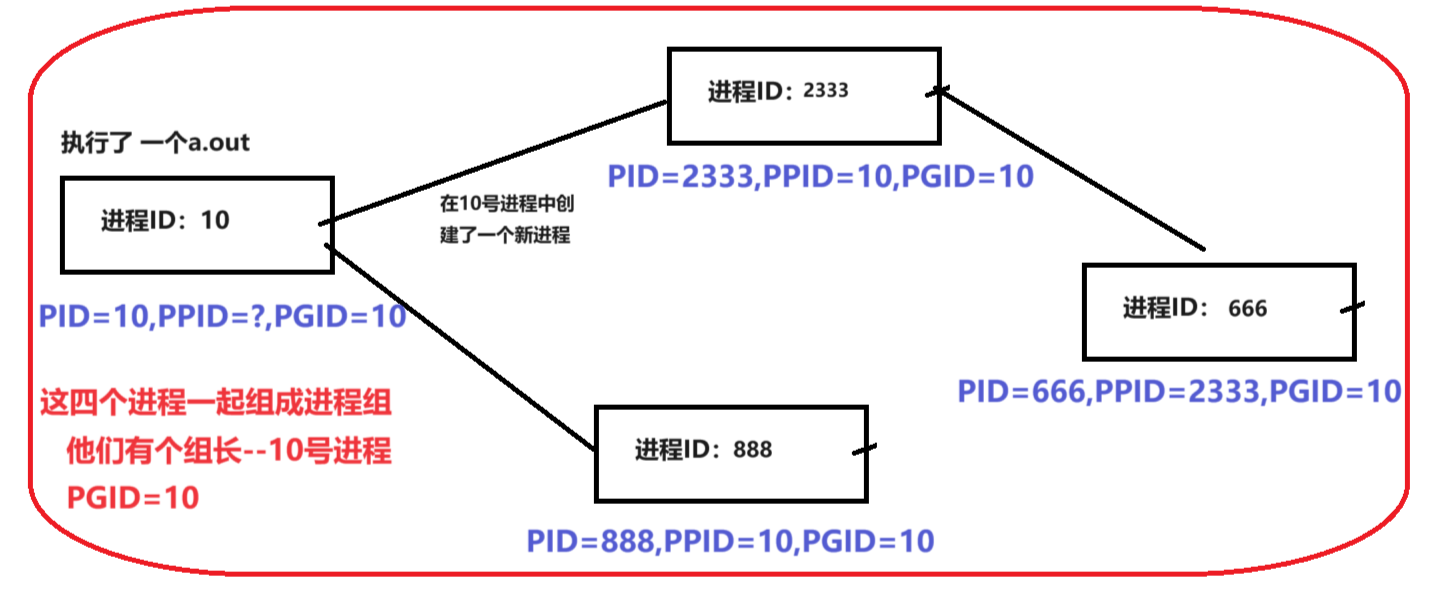 执行了 一个a.out
进程ID：10
PID=10,PPID=?,PGID=10
在10号进程中创
建了一个新进程
进程ID：2333
PID=2333,PPID=10,PGID=10
进程ID： 666
PID=666,PPID=2333,PGID=10
进程ID：888
PID=888,PPID=10,PGID=10
这四个进程一起组成进程组
他们有个组长--10号进程
PGID=10